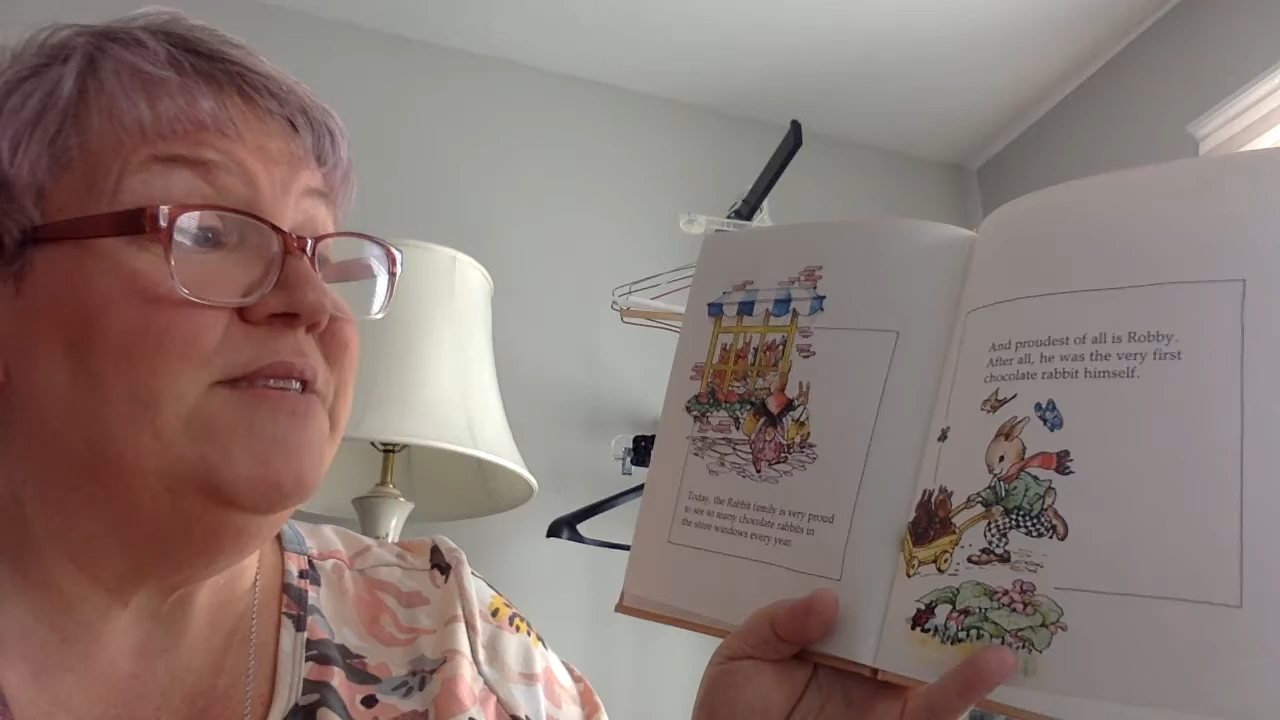 Today, the Rabbit family is very proud
to see so many chocolate rabbits in
the store windows every year.
And proudest of all is Robby.
After all, he was the very first
chocolate rabbit himself.